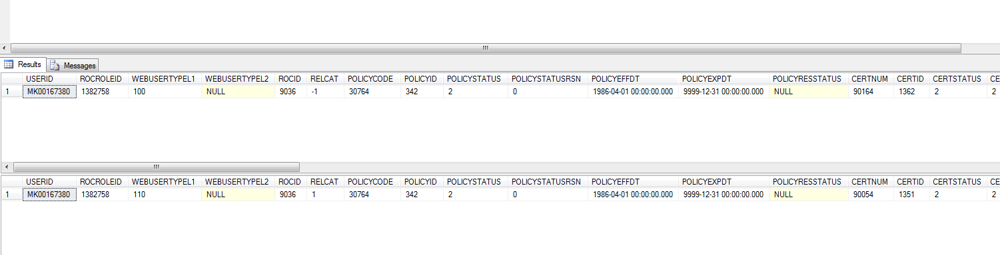 Results Messages
USERID ROCROLEID WEBUSERTYPEL1 WEBUSERTYPEL2 ROCID RELCAT POLICYCODE POLICYID POLICYSTATUS POLICYSTATUSRSN POLICYEFFDT POLICYEXPDT POLICYRESSTATUS CERTNUM CERTID CERTSTATUS CE
1 MK00167380 1382758 100 NULL 9036 -1 30764 342 2 0 1986-04-01 00:00:00.000 9999-12-31 00:00:00.000 NULL 90164 1362 2 2
USERID ROCROLEID WEBUSERTYPEL1 WEBUSERTYPEL2 ROCID RELCAT POLICYCODE POLICYID POLICYSTATUS POLICYSTATUSRSN POLICYEFFDT POLICYEXPDT POLICYRESSTATUS CERTNUM CERTID CERTSTATUS CE
1 MK00167380 1382758 110 NULL 9036 1 30764 342 2 0 1986-04-01 00:00:00.000 9999-12-31 00:00:00.000 NULL 90054 1351 2 2